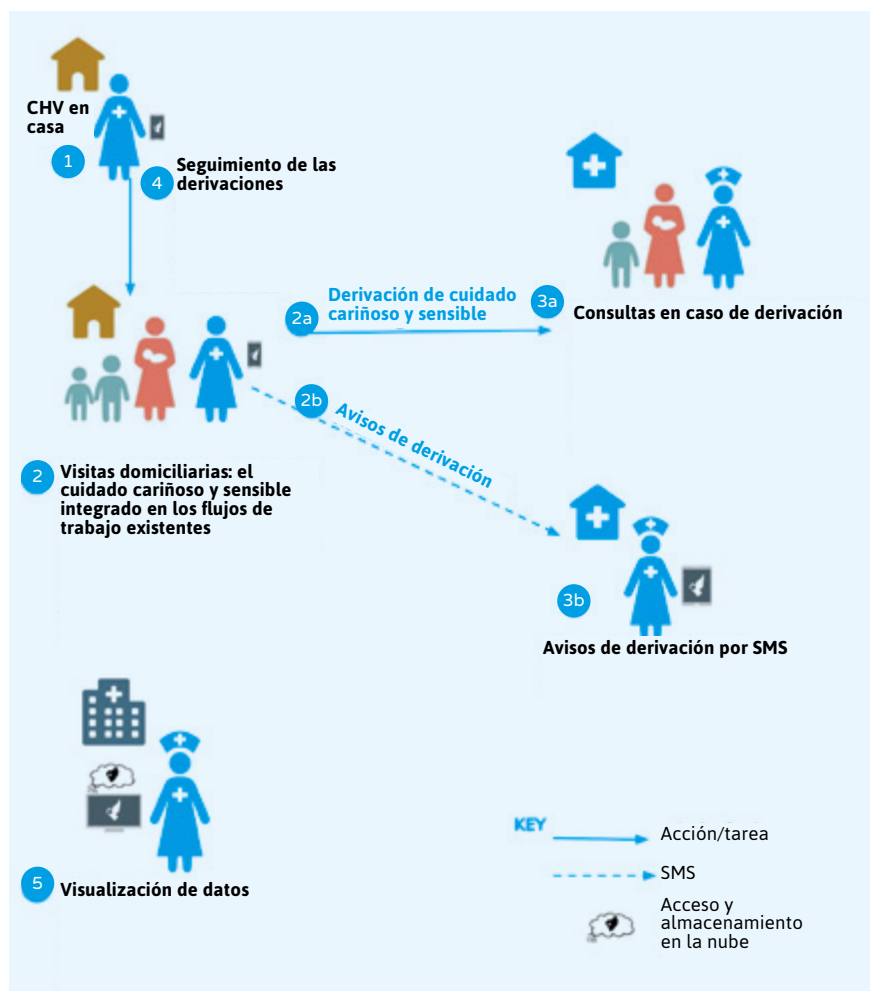 CHV en
casa
1
4
Seguimiento de las
derivaciones
2a
Derivación de cuidado
cariñoso y sensible
3a
Consultas en caso de derivación
2b
Avisos de derivación
2
Visitas domiciliarias: el
cuidado cariñoso y sensible
integrado en los flujos de
trabajo existentes
3b
Avisos de derivación por SMS
5
Visualización de datos
KEY
Acción/tarea
SMS
Acceso y
almacenamiento
en la nube